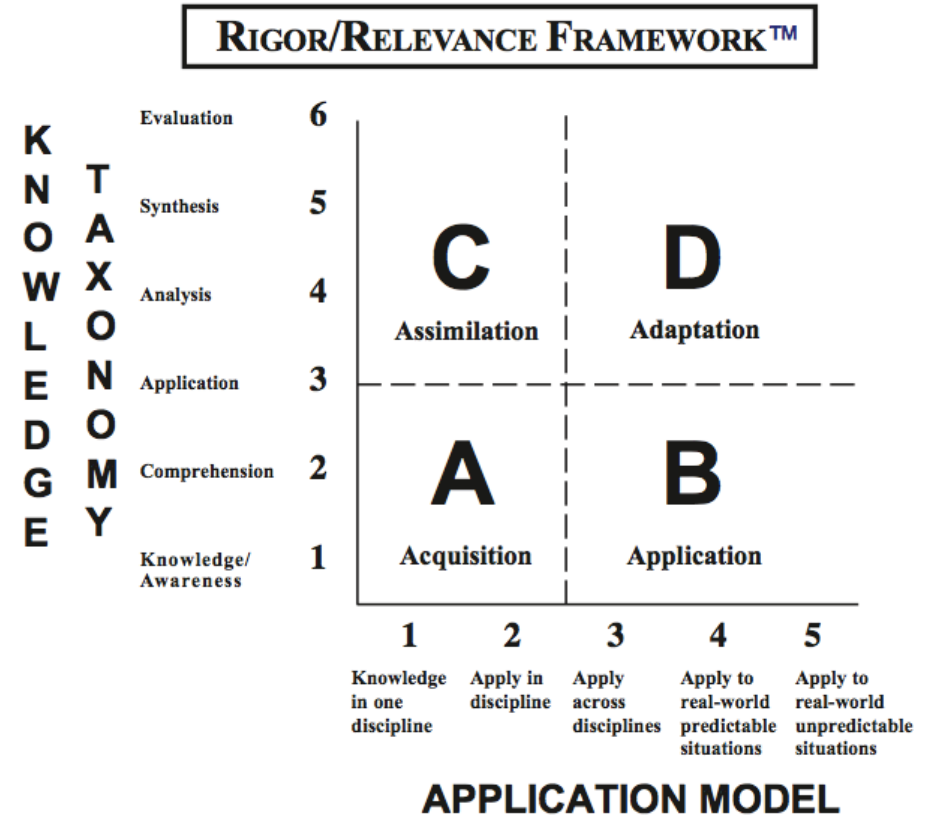 RIGOR/RELEVANCE FRAMEWORK™
KNOWLEDGE
TAXONOMY
Evaluation 6
Synthesis 5
Analysis 4
Application 3
Comprehension 2
Knowledge/
Awareness 1
C
Assimilation
D
Adaptation
A
Acquisition
B
Application
1
Knowledge
in one
discipline
2
Apply in
discipline
3
Apply
across
disciplines
4
Apply to
real-world
predictable
situations
5
Apply to
real-world
unpredictable
situations
APPLICATION MODEL